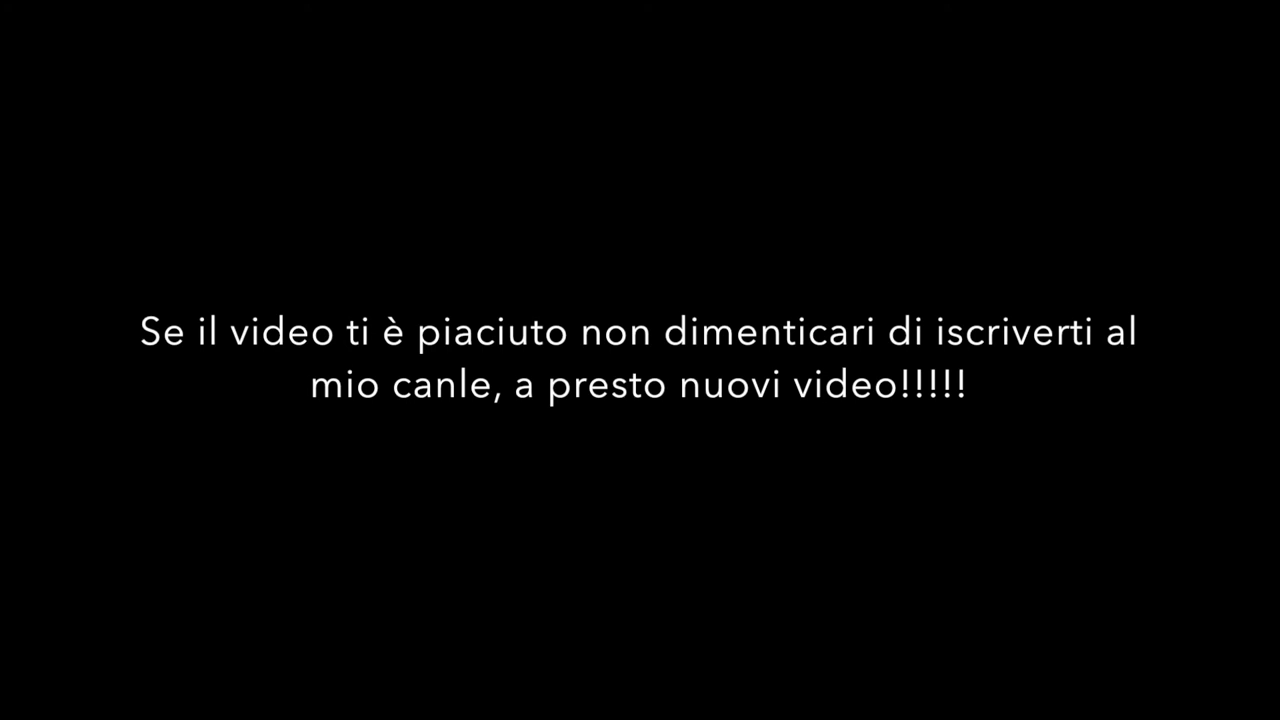 Se il video ti è piaciuto non dimenticari di iscriverti al
mio canle, a presto nuovi video!!!!!